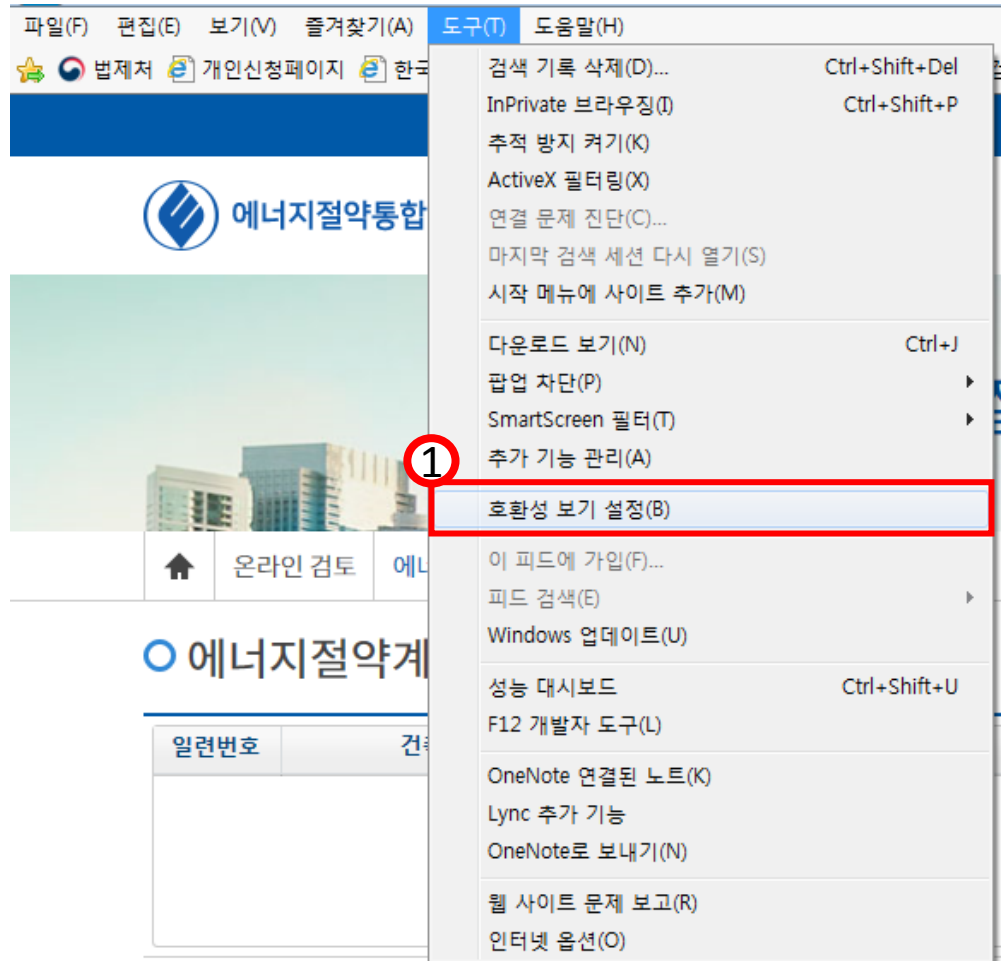 파일(F) 편집(E) 보기(V) 즐겨찾기(A) 도구(T) 도움말(H)
법제처 개인신청페이지 한국
검색 기록 삭제(D)... Ctrl+Shift+Del
InPrivate 브라우징(I) Ctrl+Shift+P
추적 방지 켜기(K)
ActiveX 필터링(X)
연결 문제 진단(C)...
마지막 검색 세션 다시 열기(S)
시작 메뉴에 사이트 추가(M)
다운로드 보기(N) Ctrl+J
팝업 차단(P)
SmartScreen 필터(T)
추가 기능 관리(A)
1
호환성 보기 설정(B)
이 피드에 가입(F)...
피드 검색(E)
Windows 업데이트(U)
성능 대시보드 Ctrl+Shift+U
F12 개발자 도구(L)
OneNote 연결된 노트(K)
Lync 추가 기능
OneNote로 보내기(N)
웹 사이트 문제 보고(R)
인터넷 옵션(O)
에너지절약통합
온라인 검토 에너
에너지절약계
일련번호 건축